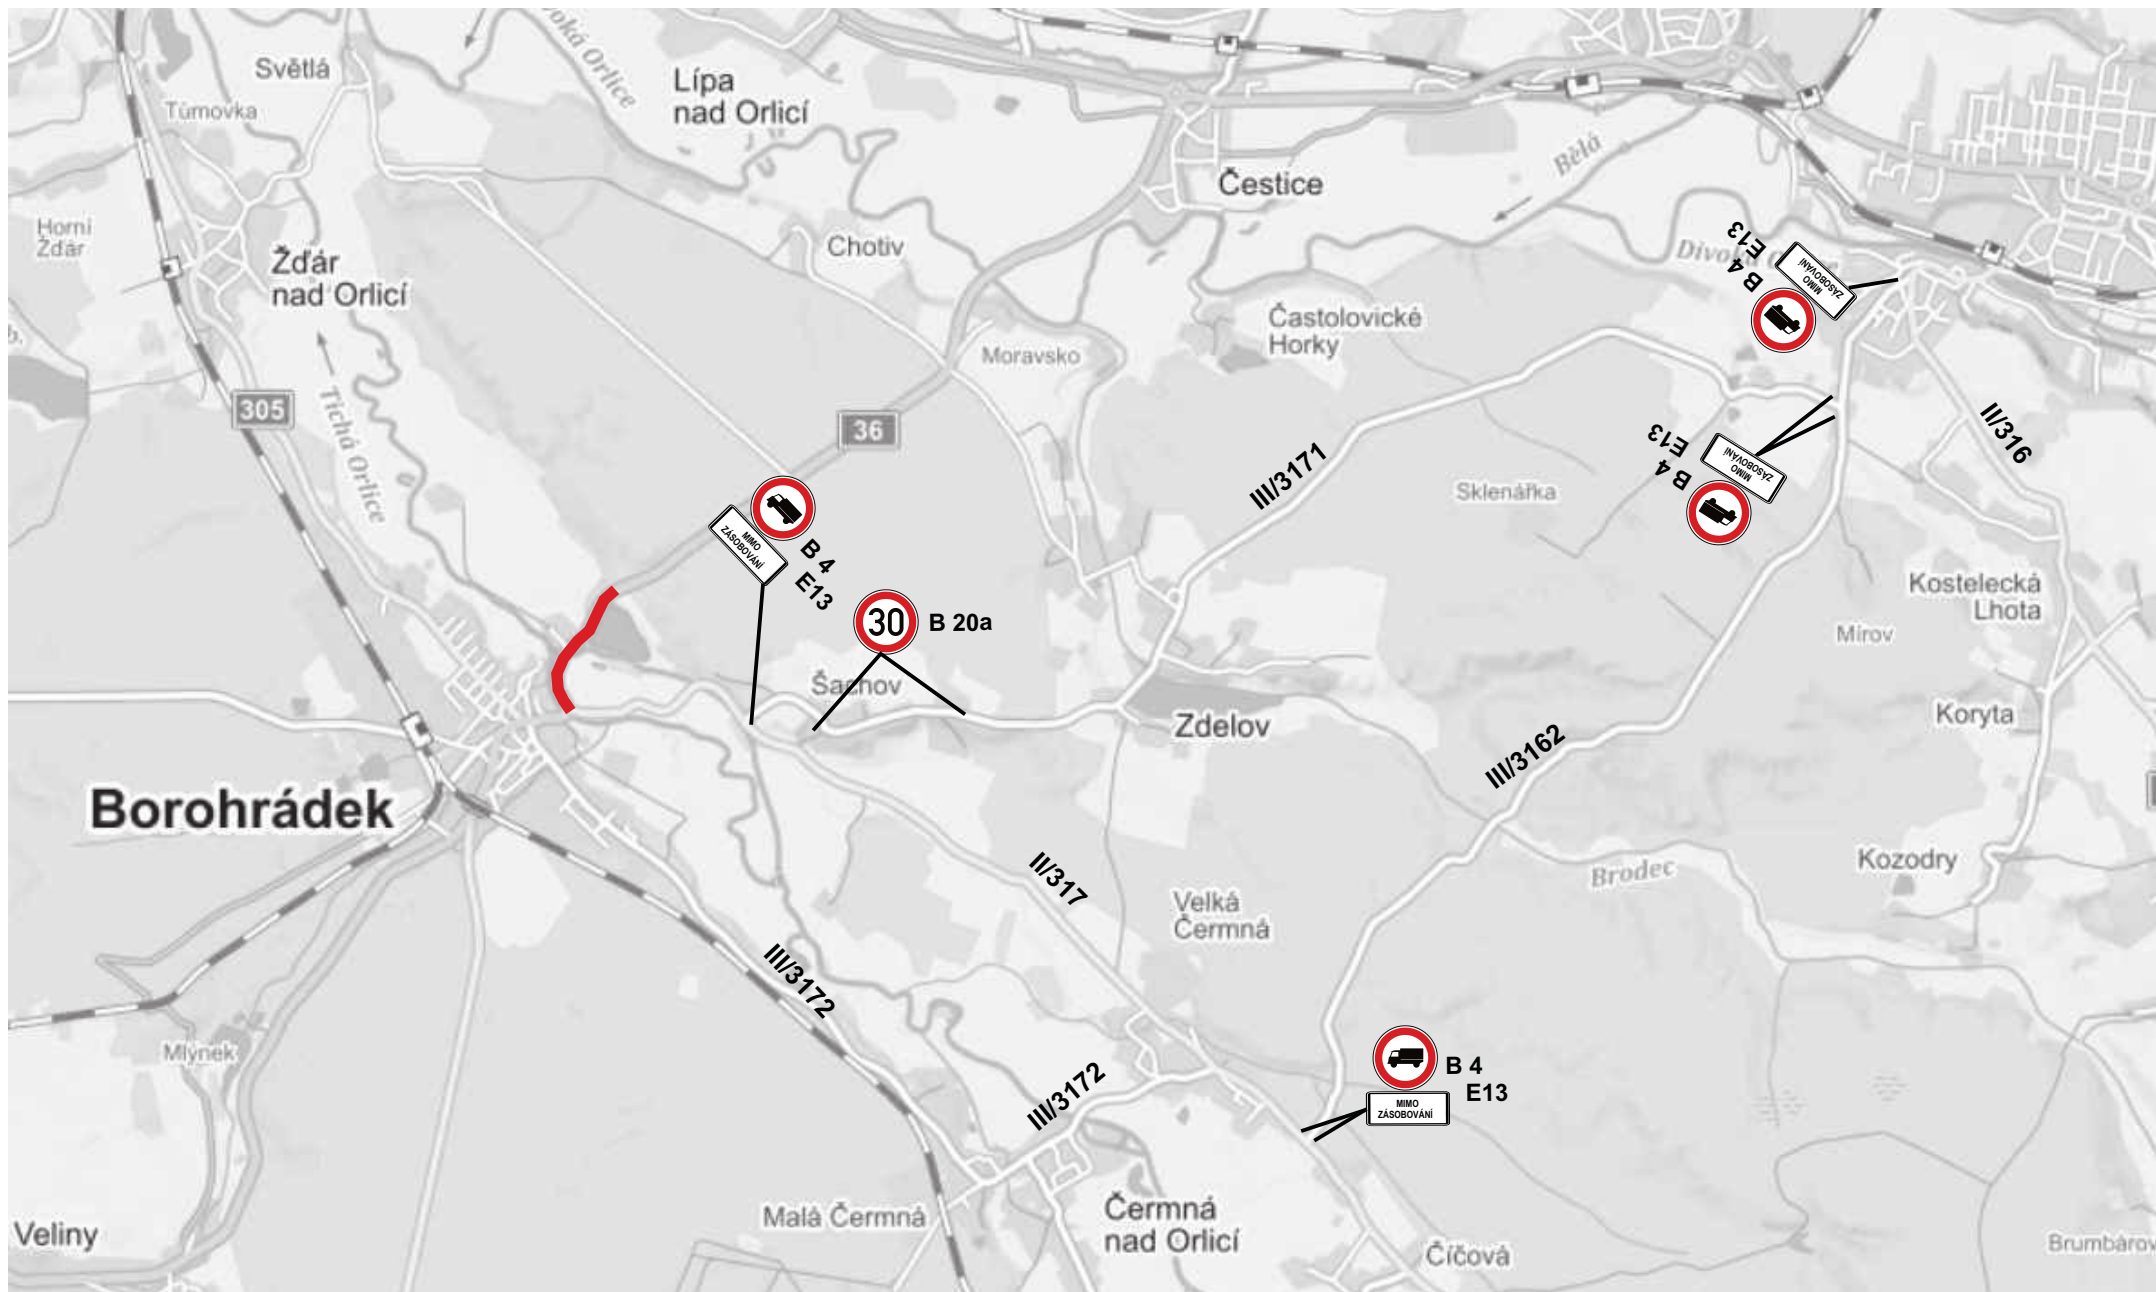 Světlá
Tůmovka
Lípa
nad Orlicí
Čestice
Bělá
Horní
Žďár
Žďár
nad Orlicí
Chotiv
B 4 E13
MIMO
ZÁSOBOVÁNÍ
Častolovické
Horky
Moravsko
305
Tichá Orlice
36
II/316
B 4 E13
MIMO
ZÁSOBOVÁNÍ
III/3171
Sklenářka
MIMO
ZÁSOBOVÁNÍ
B 4
E13
Kostelecká
Lhota
30
B 20a
Mírov
Zdelov
Koryta
III/3162
Borohrádek
Kozodry
Brodec
II/317
Velká
Čermná
III/3172
Mlýnek
B 4
E13
MIMO
ZÁSOBOVÁNÍ
III/3172
Malá Čermná
Čermná
nad Orlicí
Veliny
Číčová